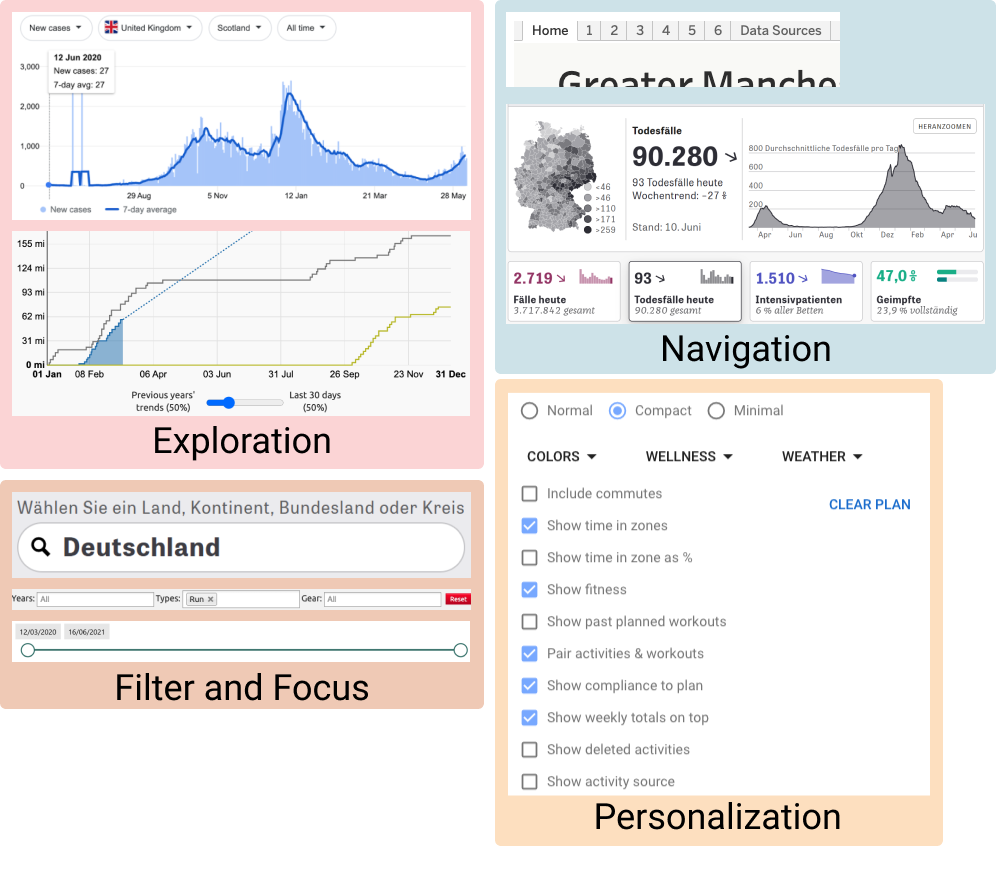 New cases United Kingdom Scotland All time
12 Jun 2020
New cases: 27
7-day avg: 27
3,000
2,000
1,000
0
29 Aug 5 Nov 12 Jan 21 Mar 28 May
New cases 7-day average
155 mi
124 mi
93 mi
62 mi
31 mi
0 mi
01 Jan 08 Feb 06 Apr 03 Jun 31 Jul 26 Sep 23 Nov 31 Dec
Previous years' trends (50%)
Last 30 days (50%)
Exploration
Home 1 2 3 4 5 6 Data Sources
Greater Manche
HERANZOOMEN
<46
<46
>110
>171
>259
Todesfälle
90.280
93 Todesfälle heute
Wochentrend: -27 %
Stand: 10. Juni
800 Durchschnittliche Todesfälle pro Tag
600
400
200
Apr Jun Aug Okt Dez Feb Apr Ju
2.719
Fälle heute
3.717.842 gesamt
93
Todesfälle heute
90.280 gesamt
1.510
Intensivpatienten
6 % aller Betten
47,0 %
Geimpfte
23,9 % vollständig
Navigation
Wählen Sie ein Land, Kontinent, Bundesland oder Kreis
Deutschland
Years: All Types: Run Gear: All Reset
12/03/2020 16/06/2021
Filter and Focus
Normal Compact Minimal
COLORS WELLNESS WEATHER
Include commutes
CLEAR PLAN
Show time in zones
Show time in zone as %
Show fitness
Show past planned workouts
Pair activities & workouts
Show compliance to plan
Show weekly totals on top
Show deleted activities
Show activity source
Personalization